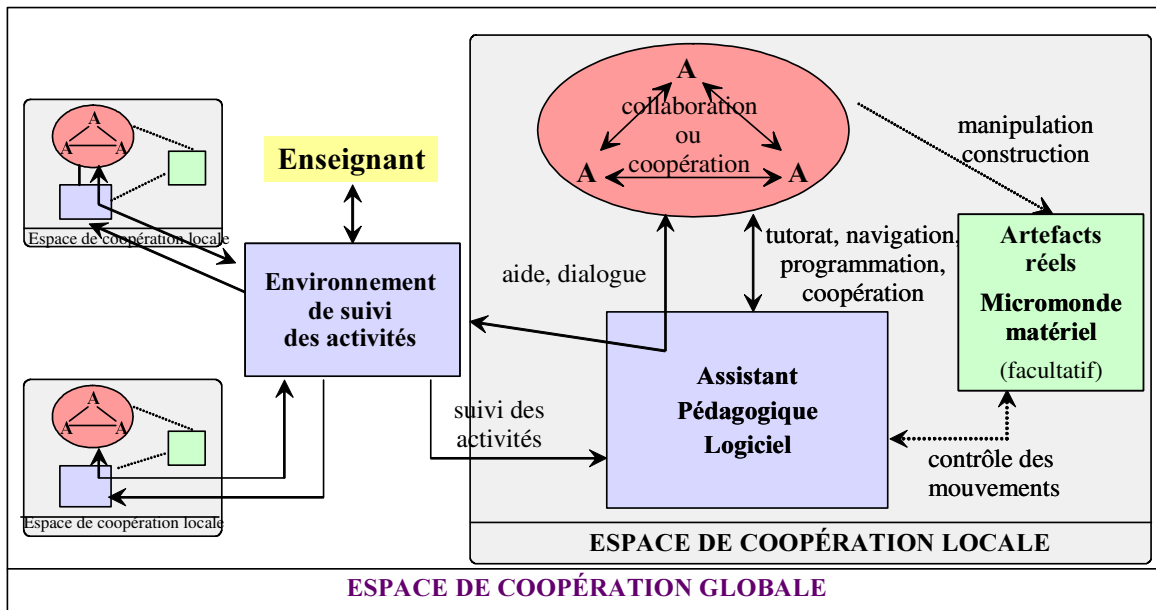 A
A
A
Espace de coopération locale
Enseignant
Environnement
de suivi
des activités
A
A
A
Espace de coopération locale
A
collaboration
ou
coopération
A
A
manipulation
construction
aide, dialogue
tutorat, navigation,
programmation,
coopération
Artefacts
réels
Micromonde
matériel
(facultatif)
suivi des
activités
Assistant
Pédagogique
Logiciel
contrôle des
mouvements
ESPACE DE COOPÉRATION LOCALE
ESPACE DE COOPÉRATION GLOBALE